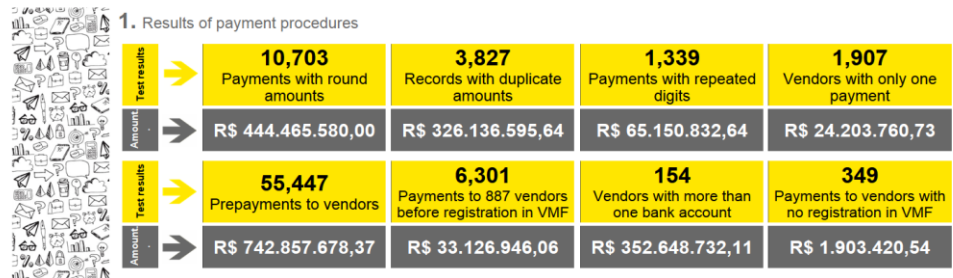 1. Results of payment procedures
Test results
10,703
Payments with round
amounts
3,827
Records with duplicate
amounts
1,339
Payments with repeated
digits
1,907
Vendors with only one
payment
Amount.
R$ 444.465.580,00
R$ 326.136.595,64
R$ 65.150.832,64
R$ 24.203.760,73
Test results
55,447
Prepayments to vendors
6,301
Payments to 887 vendors
before registration in VMF
154
Vendors with more than
one bank account
349
Payments to vendors with
no registration in VMF
Amount.
R$ 742.857.678,37
R$ 33.126.946,06
R$ 352.648.732,11
R$ 1.903.420,54